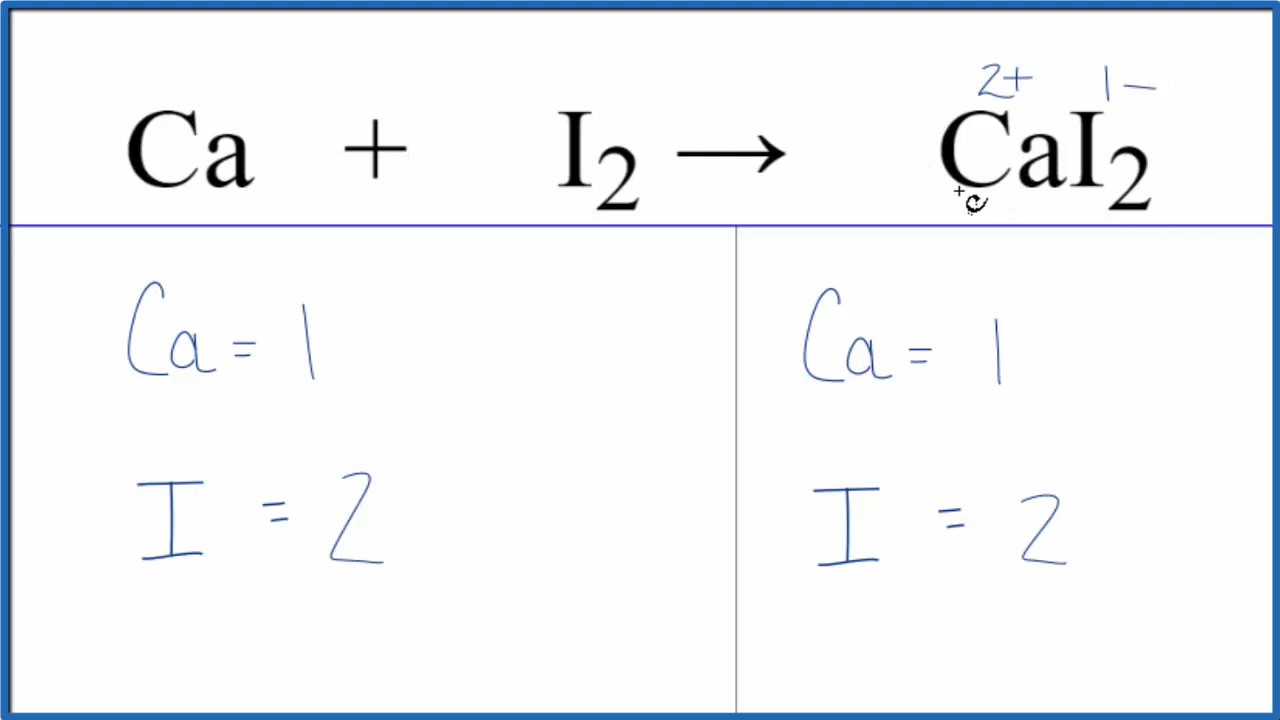 2+ 1-
Ca + I₂ → CaI₂
Ca = 1 Ca = 1
I = 2 I = 2